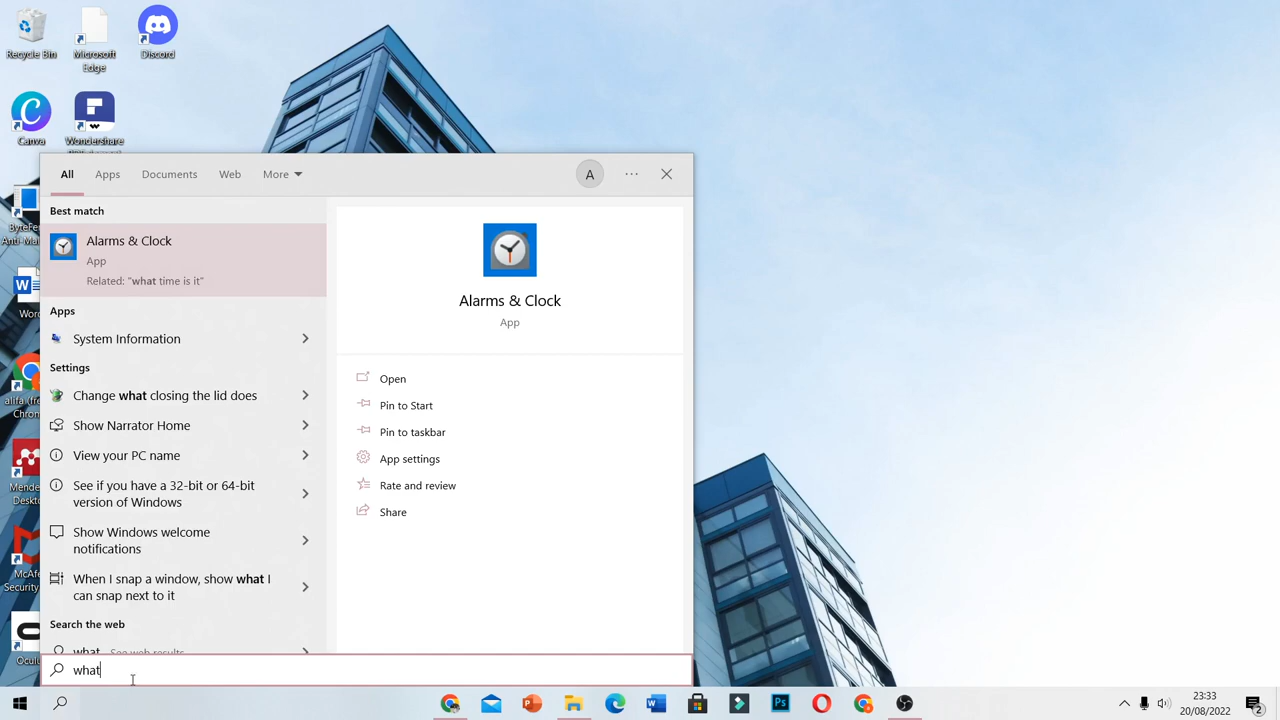 Recycle Bin
Microsoft
Edge
Discord
Canva
Wondershare
All
Apps
Documents
Web
More
A
Best match
Alarms & Clock
App
Related: "what time is it"
Apps
System Information
Settings
Change what closing the lid does
Show Narrator Home
View your PC name
See if you have a 32-bit or 64-bit
version of Windows
Show Windows welcome
notifications
When I snap a window, show what I
can snap next to it
Search the web
what - See web results
what
Alarms & Clock
App
Open
Pin to Start
Pin to taskbar
App settings
Rate and review
Share
23:33
20/08/2022
2